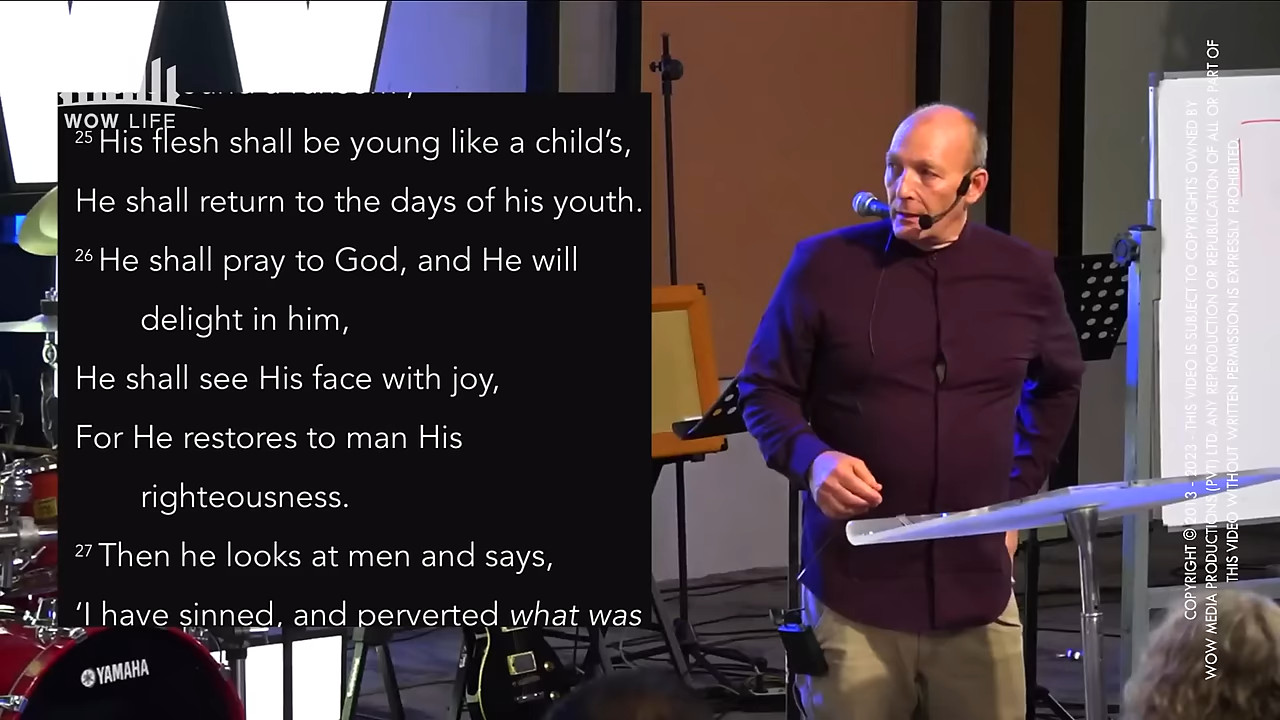 WOW LIFE
25 His flesh shall be young like a child’s,
He shall return to the days of his youth.
26 He shall pray to God, and He will
delight in him,
He shall see His face with joy,
For He restores to man His
righteousness.
27 Then he looks at men and says,
‘I have sinned, and perverted what was
YAMAHA
COPYRIGHT © 2013 - 2023 - THIS VIDEO IS SUBJECT TO COPYRIGHTS OWNED BY
WOW MEDIA PRODUCTIONS (PVT) LTD. ANY REPRODUCTION OR REPUBLICATION OF ALL OR PART OF
THIS VIDEO WITHOUT WRITTEN PERMISSION IS EXPRESSLY PROHIBITED.